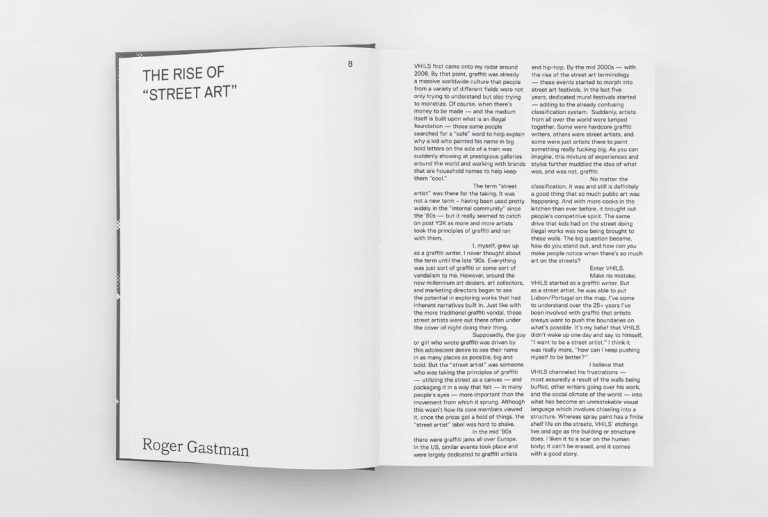 THE RISE OF
“STREET ART”
8
Roger Gastman
VHILS first came onto my radar around
2008. By that point, graffiti was already
a massive worldwide culture that people
from a variety of different fields were not
only trying to understand but also trying
to monetize. Of course, when there’s
money to be made — and the medium
itself is built upon what is an illegal
foundation — those same people
searched for a “safe” word to help explain
why a kid who painted his name in big
bold letters on the side of a train was
suddenly showing at prestigious galleries
around the world and working with brands
that are household names to help keep
them “cool.”
The term “street
artist” was there for the taking. It was
not a new term – having been used pretty
widely in the “internal community” since
the ’80s — but it really seemed to catch
on post Y2K as more and more artists
took the principles of graffiti and ran
with them.
I, myself, grew up
as a graffiti writer. I never thought about
the term until the late ’90s. Everything
was just sort of graffiti or some sort of
vandalism to me. However, around the
new millennium art dealers, art collectors,
and marketing directors began to see
the potential in exploring works that had
inherent narratives built in. Just like with
the more traditional graffiti vandal, these
street artists were out there often under
the cover of night doing their thing.
Supposedly, the guy
or girl who wrote graffiti was driven by
this adolescent desire to see their name
in as many places as possible, big and
bold. But the “street artist” was someone
who was taking the principles of graffiti
— utilizing the street as a canvas — and
packaging it in a way that felt — in many
people’s eyes — more important than the
movement from which it sprung. Although
this wasn’t how its core members viewed
it, once the press got a hold of things, the
“street artist” label was hard to shake.
In the mid ’90s
there were graffiti jams all over Europe.
In the US, similar events took place and
were largely dedicated to graffiti artists
and hip-hop. By the mid 2000s — with
the rise of the street art terminology
— these events started to morph into
street art festivals. In the last five
years, dedicated mural festivals started
— adding to the already confusing
classification system. Suddenly, artists
from all over the world were lumped
together. Some were hardcore graffiti
writers, others were street artists, and
some were just artists there to paint
something really fucking big. As you can
imagine, this mixture of experiences and
styles further muddled the idea of what
was, and was not, graffiti.
No matter the
classification, it was and still is definitely
a good thing that so much public art was
happening. And with more cooks in the
kitchen than ever before, it brought out
people’s competitive spirit. The same
drive that kids had on the street doing
illegal works was now being brought to
these walls. The big question became,
how do you stand out, and how can you
make people notice when there’s so much
art on the streets?
Enter VHILS.
Make no mistake,
VHILS started as a graffiti writer. But
as a street artist, he was able to put
Lisbon/Portugal on the map. I’ve come
to understand over the 25+ years I’ve
been involved with graffiti that artists
always want to push the boundaries on
what’s possible. It’s my belief that VHILS
didn’t wake up one day and say to himself,
“I want to be a street artist.” I think it
was really more, “how can I keep pushing
myself to be better?”
I believe that
VHILS channeled his frustrations —
most assuredly a result of the walls being
buffed, other writers going over his work,
and the social climate of the world — into
what has become an unmistakable visual
language which involves chiseling into a
structure. Whereas spray paint has a finite
shelf life on the streets, VHILS’ etchings
live and age as the building or structure
does. I liken it to a scar on the human
body; it can’t be erased, and it comes
with a good story.